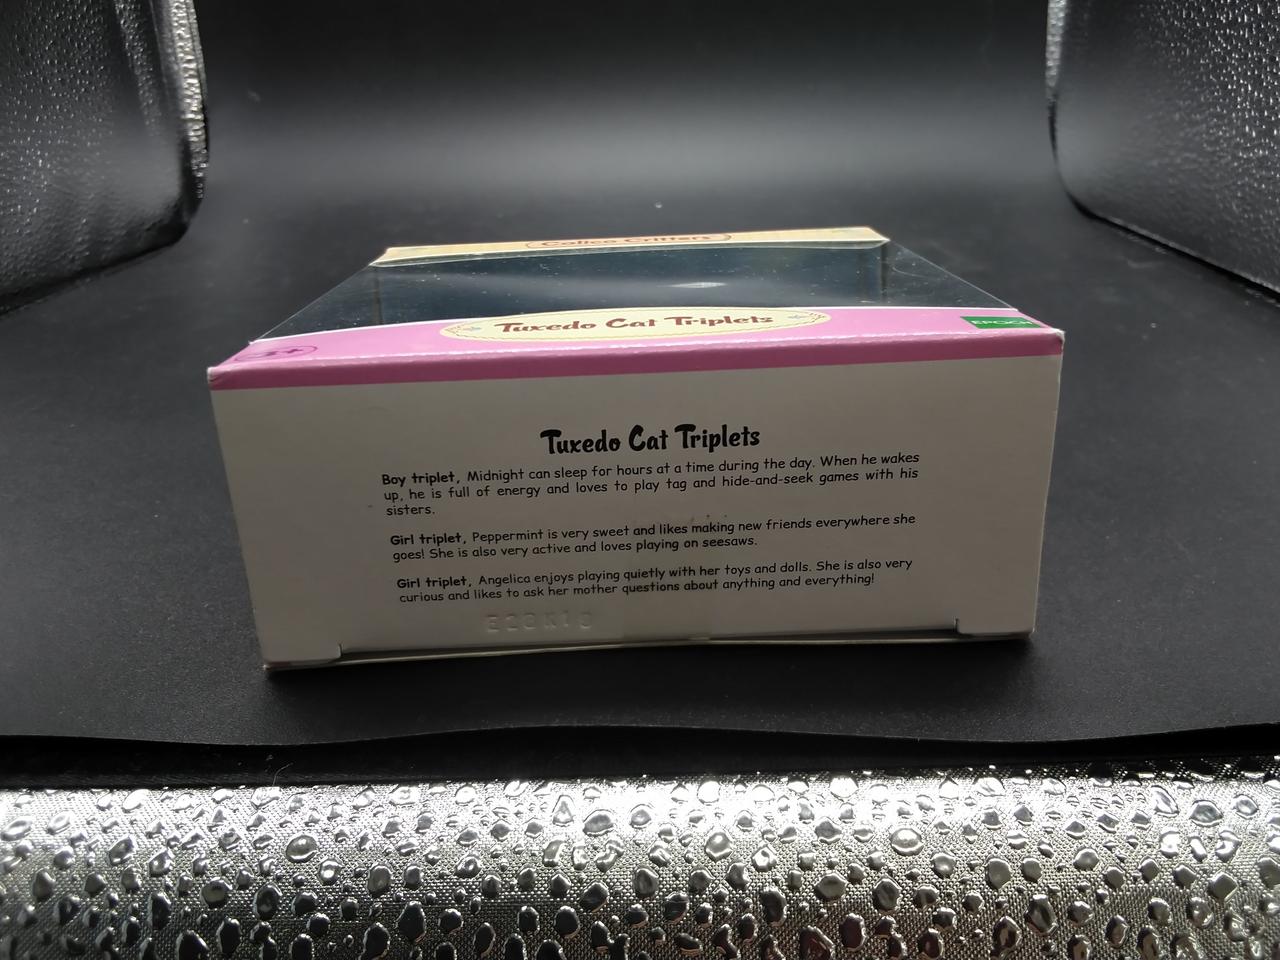 Calico Critters
Tuxedo Cat Triplets
EPOCH
3+
Tuxedo Cat Triplets
Boy triplet, Midnight can sleep for hours at a time during the day. When he wakes
up, he is full of energy and loves to play tag and hide-and-seek games with his
sisters.
Girl triplet, Peppermint is very sweet and likes making new friends everywhere she
goes! She is also very active and loves playing on seesaws.
Girl triplet, Angelica enjoys playing quietly with her toys and dolls. She is also very
curious and likes to ask her mother questions about anything and everything!